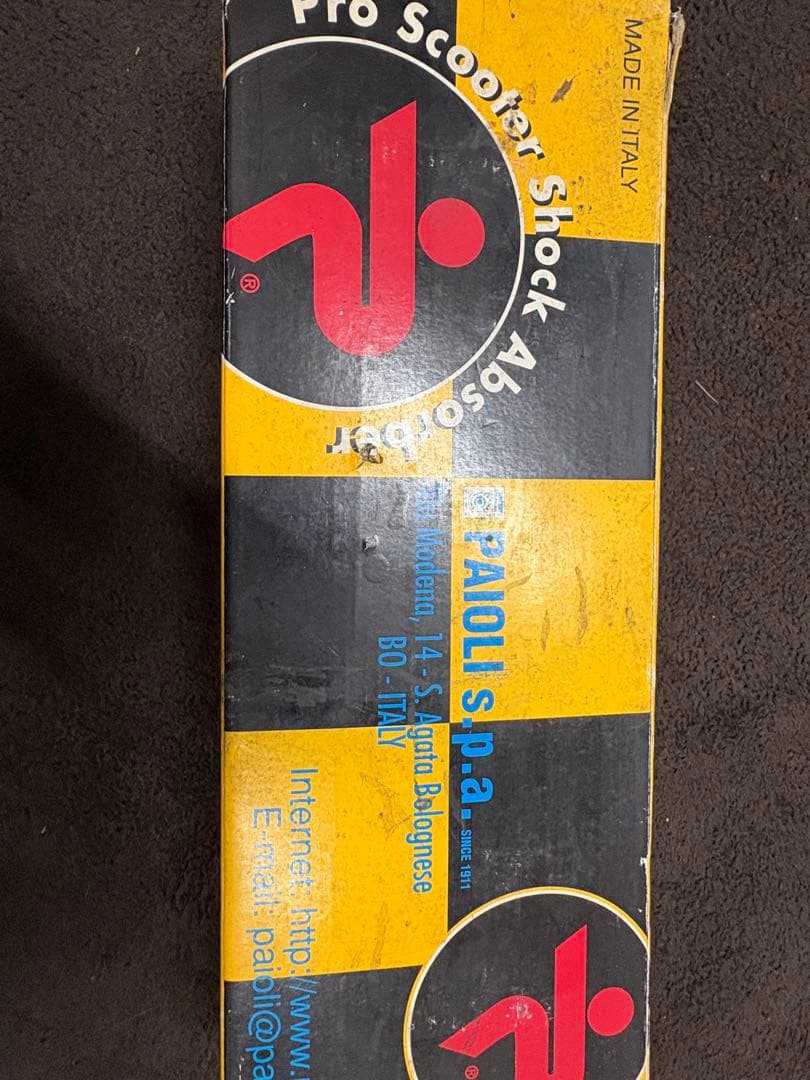 MADE IN ITALY
Pro Scooter Shock Absorber
®
PAIOLI s.p.a. SINCE 1911
Via Modena, 14 - S. Agata Bolognese
BO - ITALY
Internet: http://www.
E-mail: paioli@pa
®